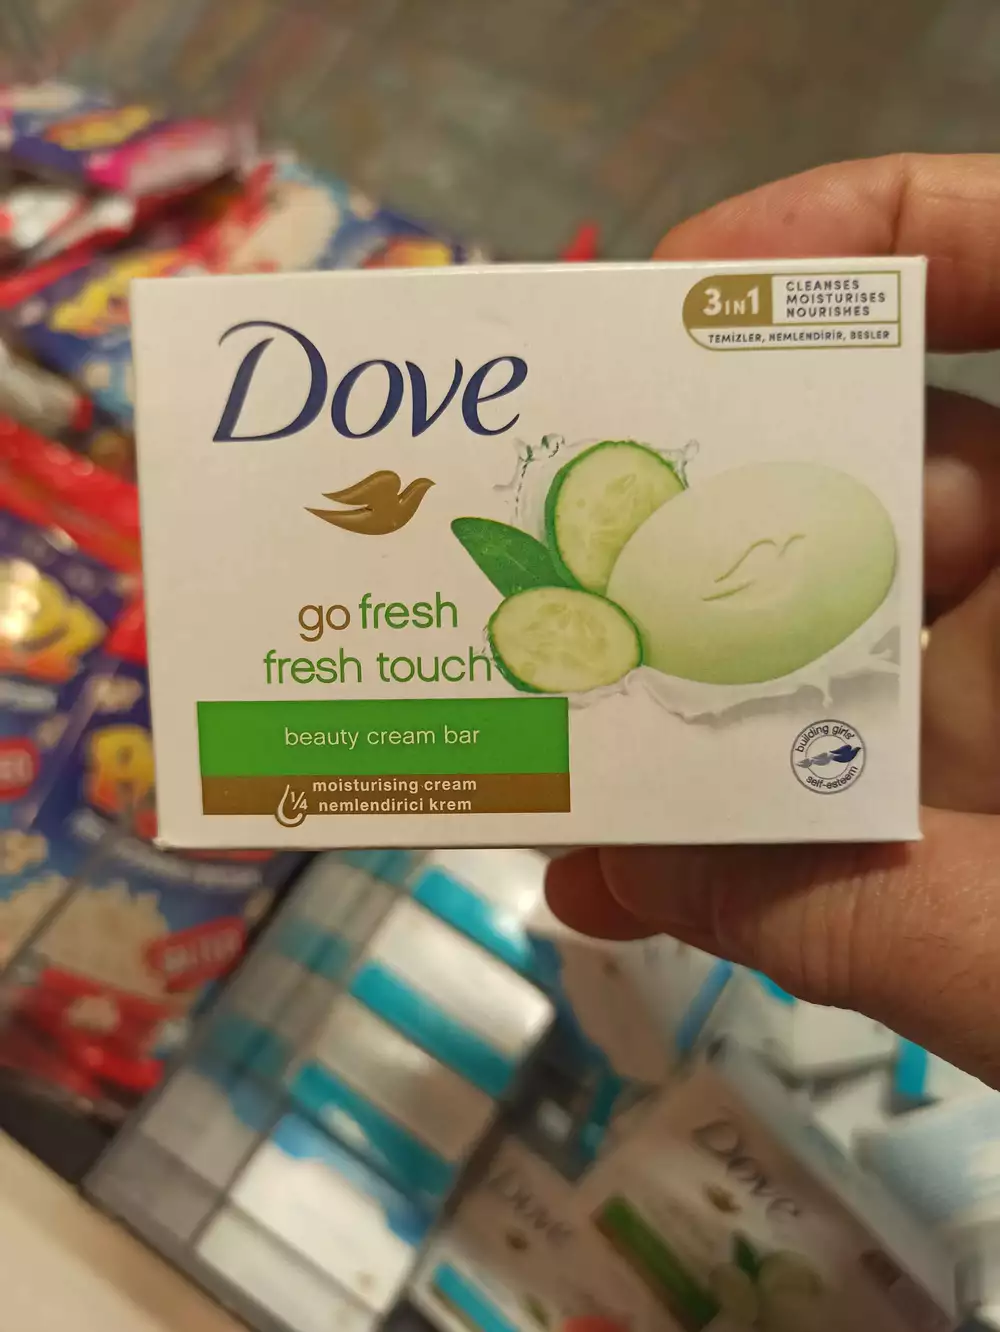 Dove
3IN1
CLEANSES
MOISTURISES
NOURISHES
TEMİZLER, NEMLENDİRİR, BESLER
go fresh
fresh touch
beauty cream bar
1/4
moisturising cream
nemlendirici krem
building girls'
self-esteem
Dove
Dove